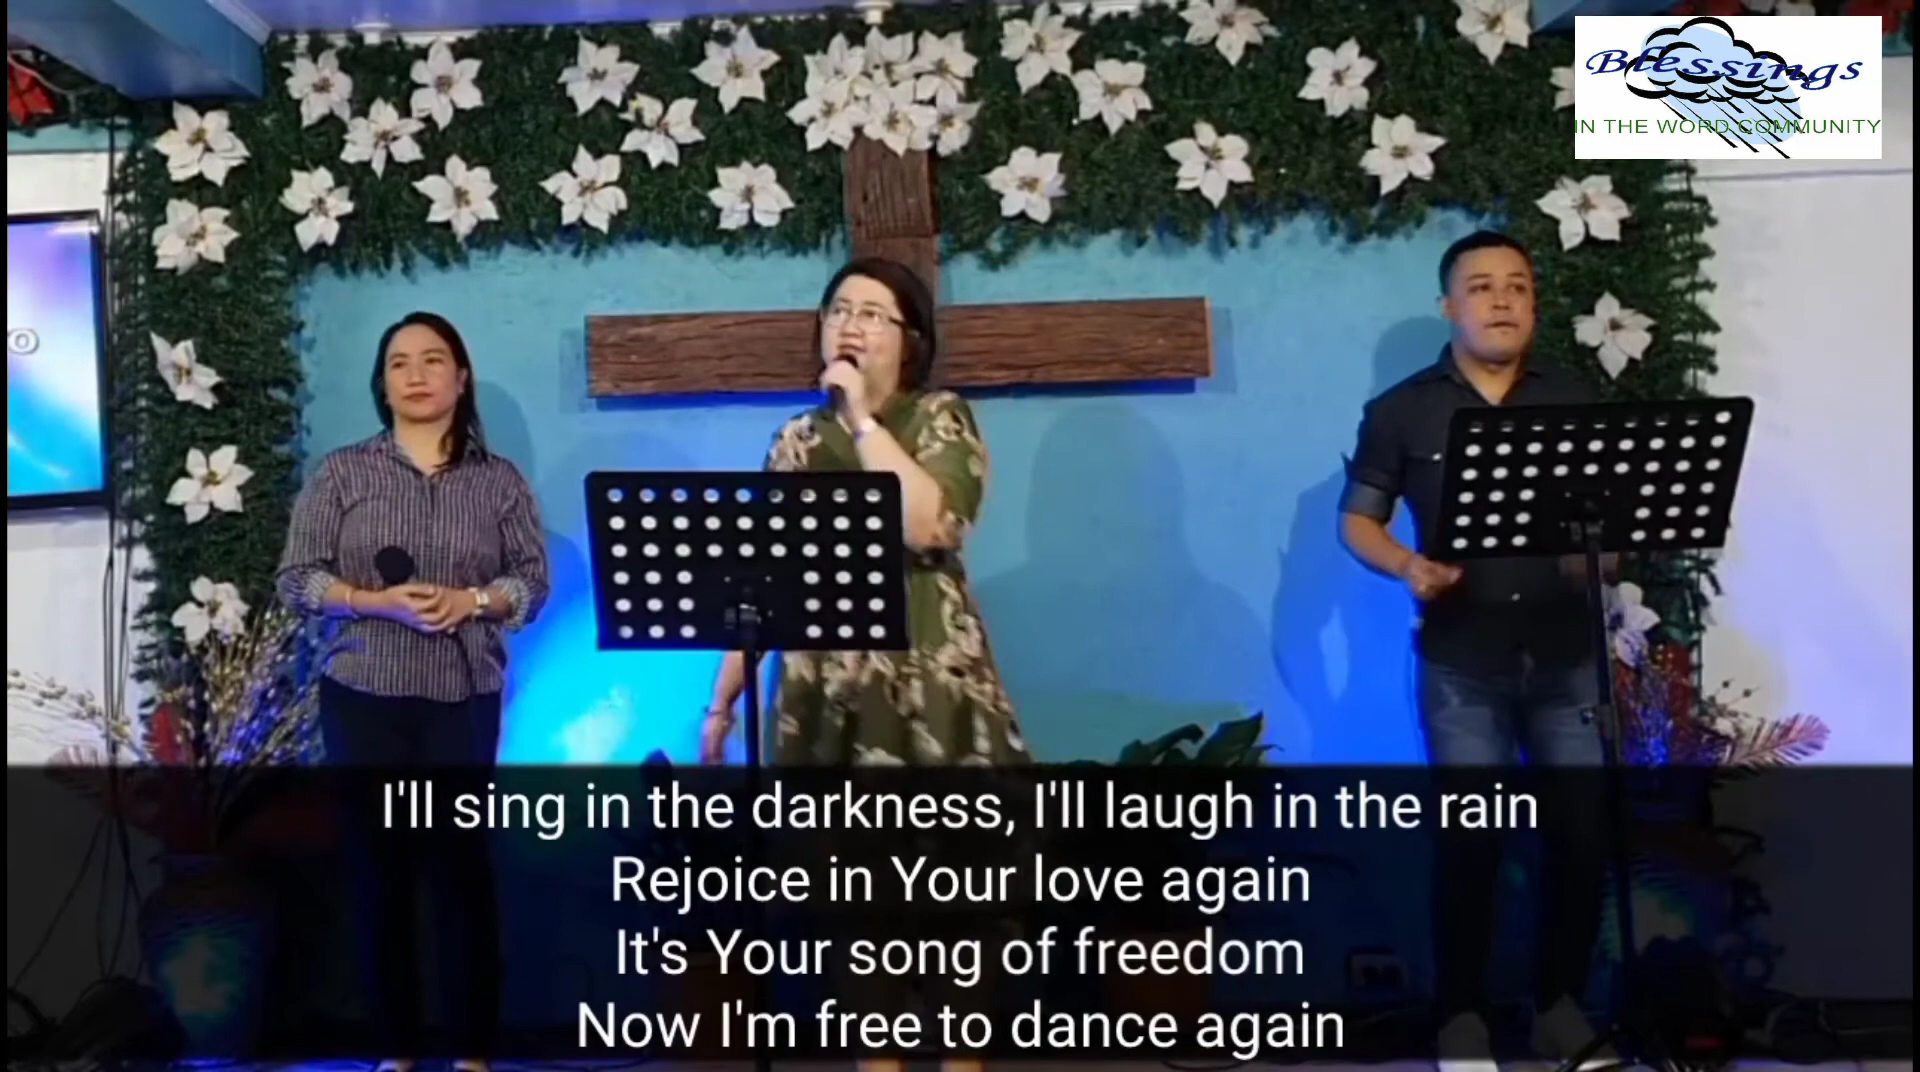 Blessings
IN THE WORD COMMUNITY
O
I'll sing in the darkness, I'll laugh in the rain
Rejoice in Your love again
It's Your song of freedom
Now I'm free to dance again